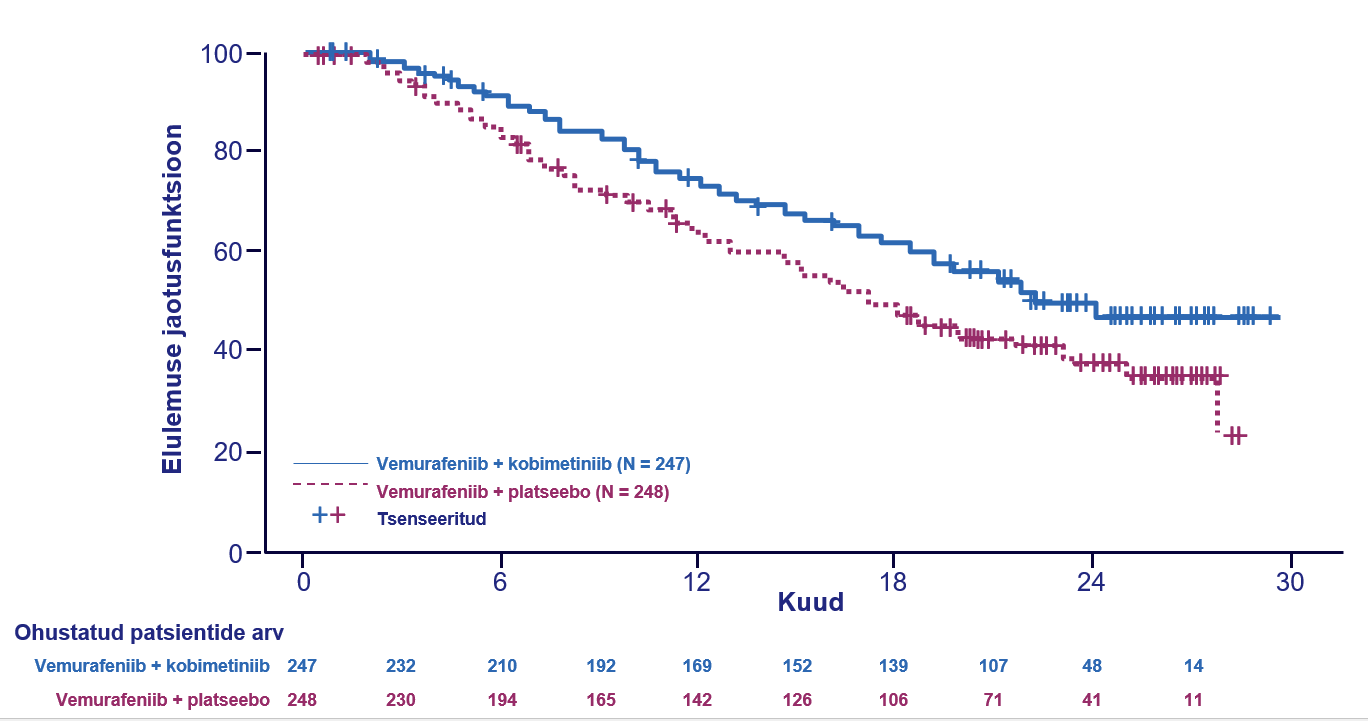 100
80
60
40
20
0
Elulemuse jaotusfunktsioon
Vemurafeniib + kobimetiniib (N = 247)
Vemurafeniib + platseebo (N = 248)
Tsenseeritud
0 6 12 18 24 30
Kuud
Ohustatud patsientide arv
Vemurafeniib + kobimetiniib 247 232 210 192 169 152 139 107 48 14
Vemurafeniib + platseebo 248 230 194 165 142 126 106 71 41 11